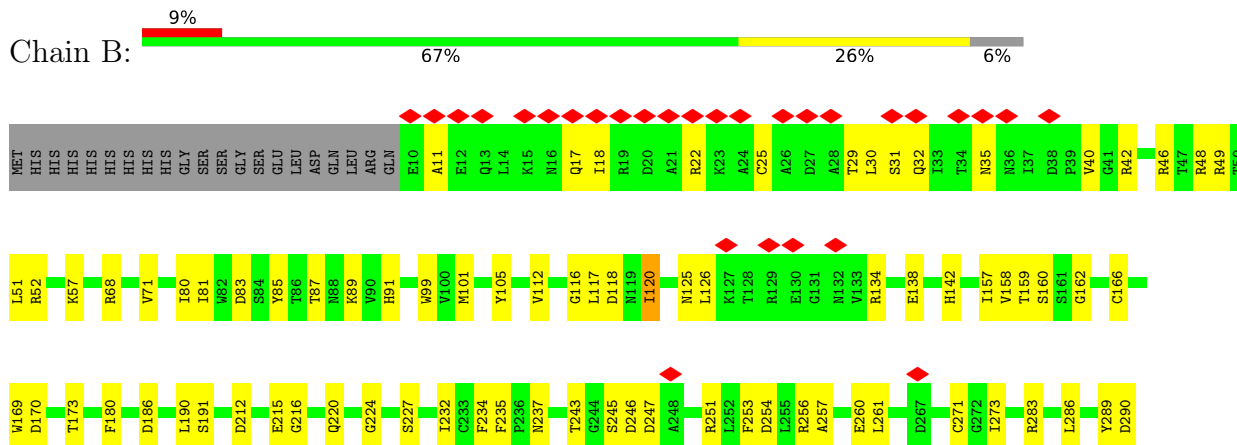 9%
Chain B:
67% 26% 6%
MET HIS HIS HIS HIS HIS HIS HIS HIS GLY SER SER GLY SER GLU LEU ASP GLN LEU ARG GLN E10 A11 E12 Q13 L14 K15 N16 Q17 I18 R19 D20 A21 R22 K23 A24 C25 A26 D27 A28 T29 L30 S31 Q32 I33 T34 N35 N36 I37 D38 P39 V40 G41 R42 R46 T47 R48 R49 T50
L51 R52 K57 R68 V71 I80 I81 W82 D83 S84 Y85 T86 T87 N88 K89 V90 H91 W99 V100 M101 Y105 V112 G116 L117 D118 N119 I120 N125 L126 K127 T128 R129 E130 G131 N132 V133 R134 E138 H142 I157 V158 T159 S160 S161 G162 C166
W169 D170 T173 F180 D186 L190 S191 D212 E215 G216 Q220 G224 S227 I232 C233 F234 F235 P236 N237 T243 G244 S245 D246 D247 A248 R251 L252 F253 D254 L255 R256 A257 E260 L261 D267 C271 G272 I273 R283 L286 Y289 D290